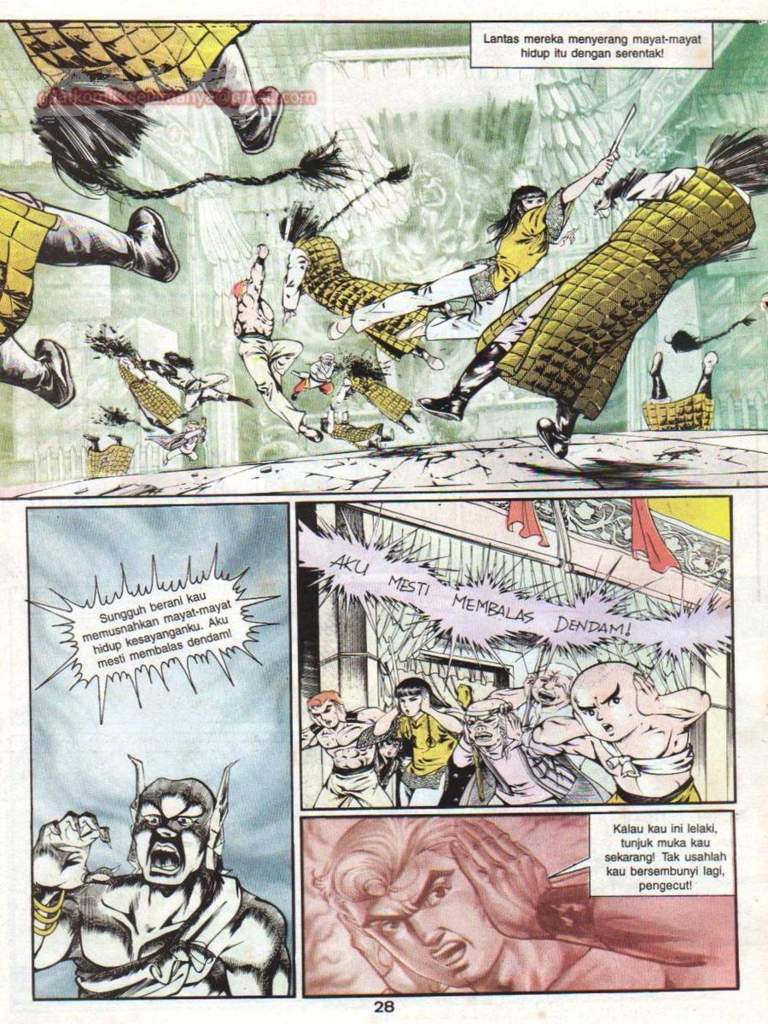 Lantas mereka menyerang mayat-mayat
hidup itu dengan serentak!
Sungguh berani kau
memusnahkan mayat-mayat
hidup kesayanganku. Aku
mesti membalas dendam!
AKU MESTI MEMBALAS DENDAM!
Kalau kau ini lelaki,
tunjuk muka kau
sekarang! Tak usahlah
kau bersembunyi lagi,
pengecut!
28